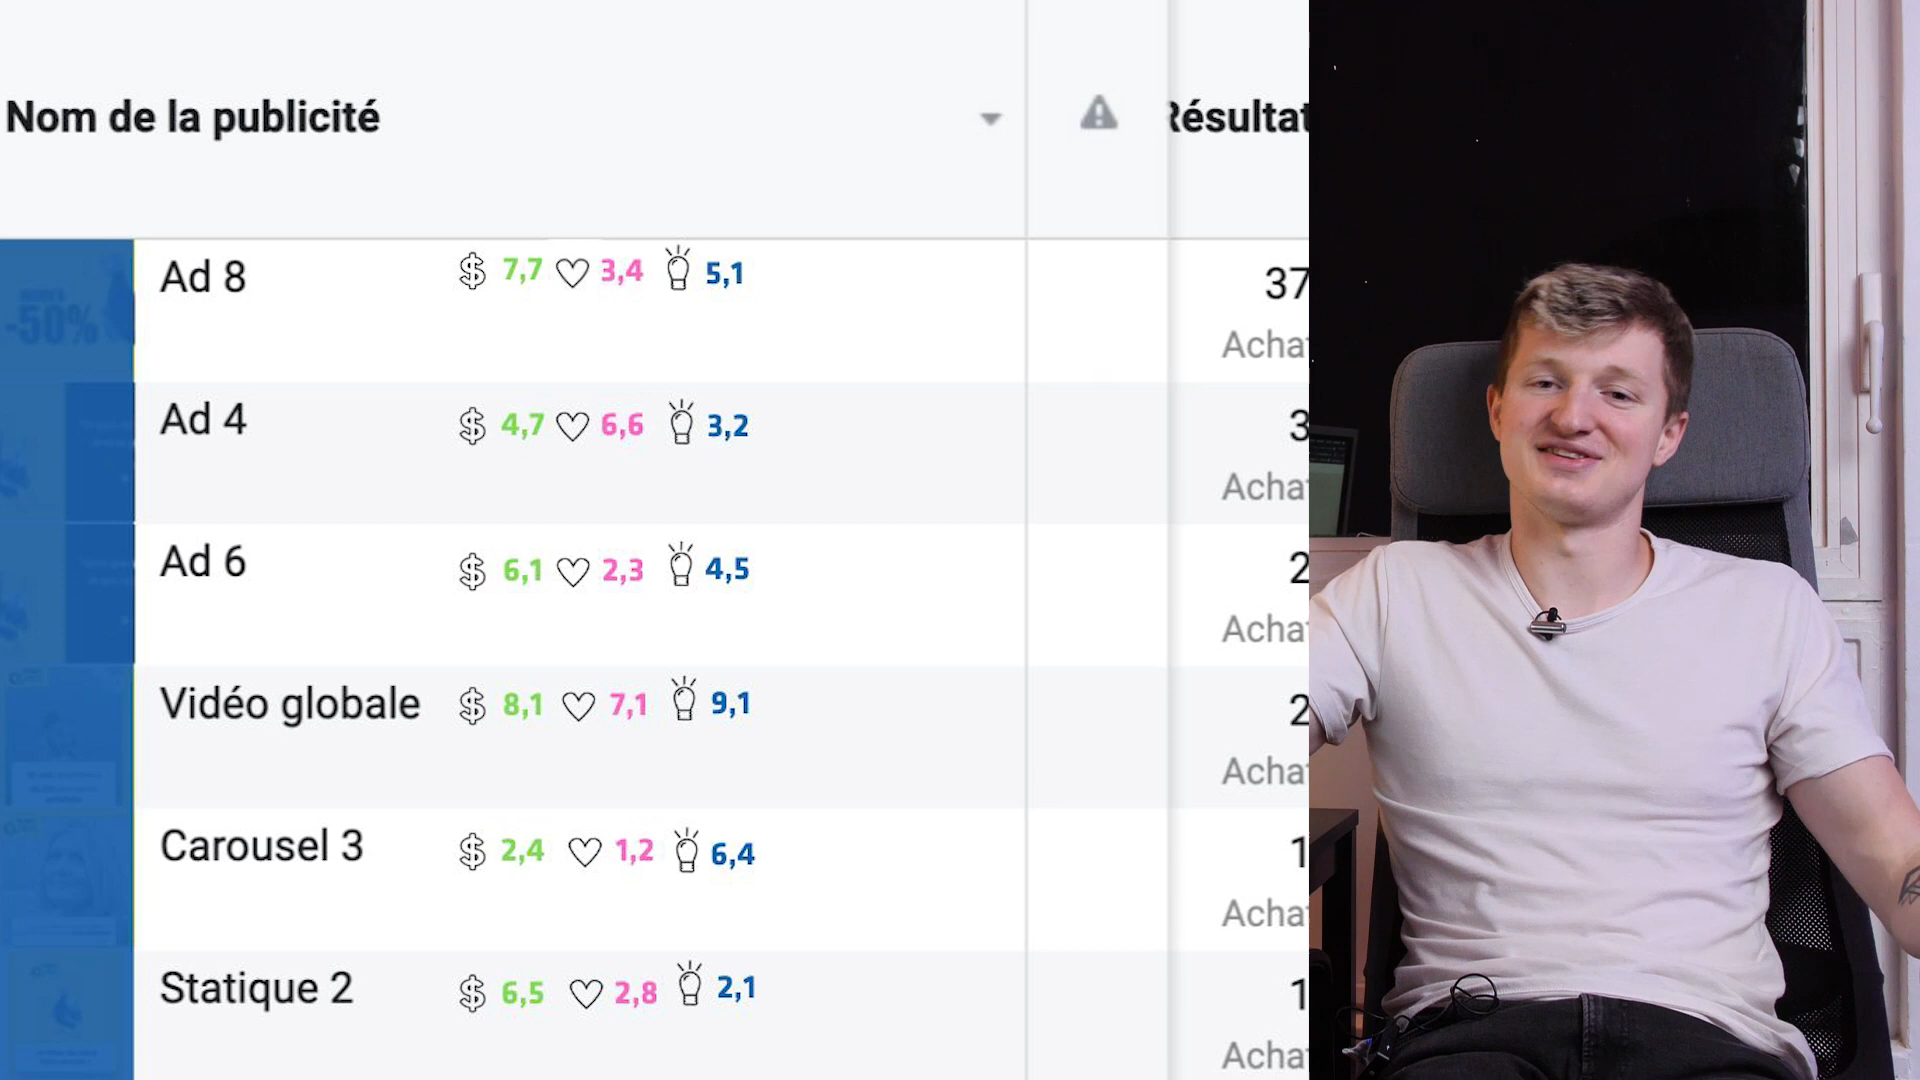 Nom de la publicité
Résultat
-50%
Ad 8 7,7 3,4 5,1 37
Acha
Ad 4 4,7 6,6 3,2 3
Acha
Ad 6 6,1 2,3 4,5 2
Acha
Vidéo globale 8,1 7,1 9,1 2
Acha
Carousel 3 2,4 1,2 6,4 1
Acha
Statique 2 6,5 2,8 2,1 1
Acha